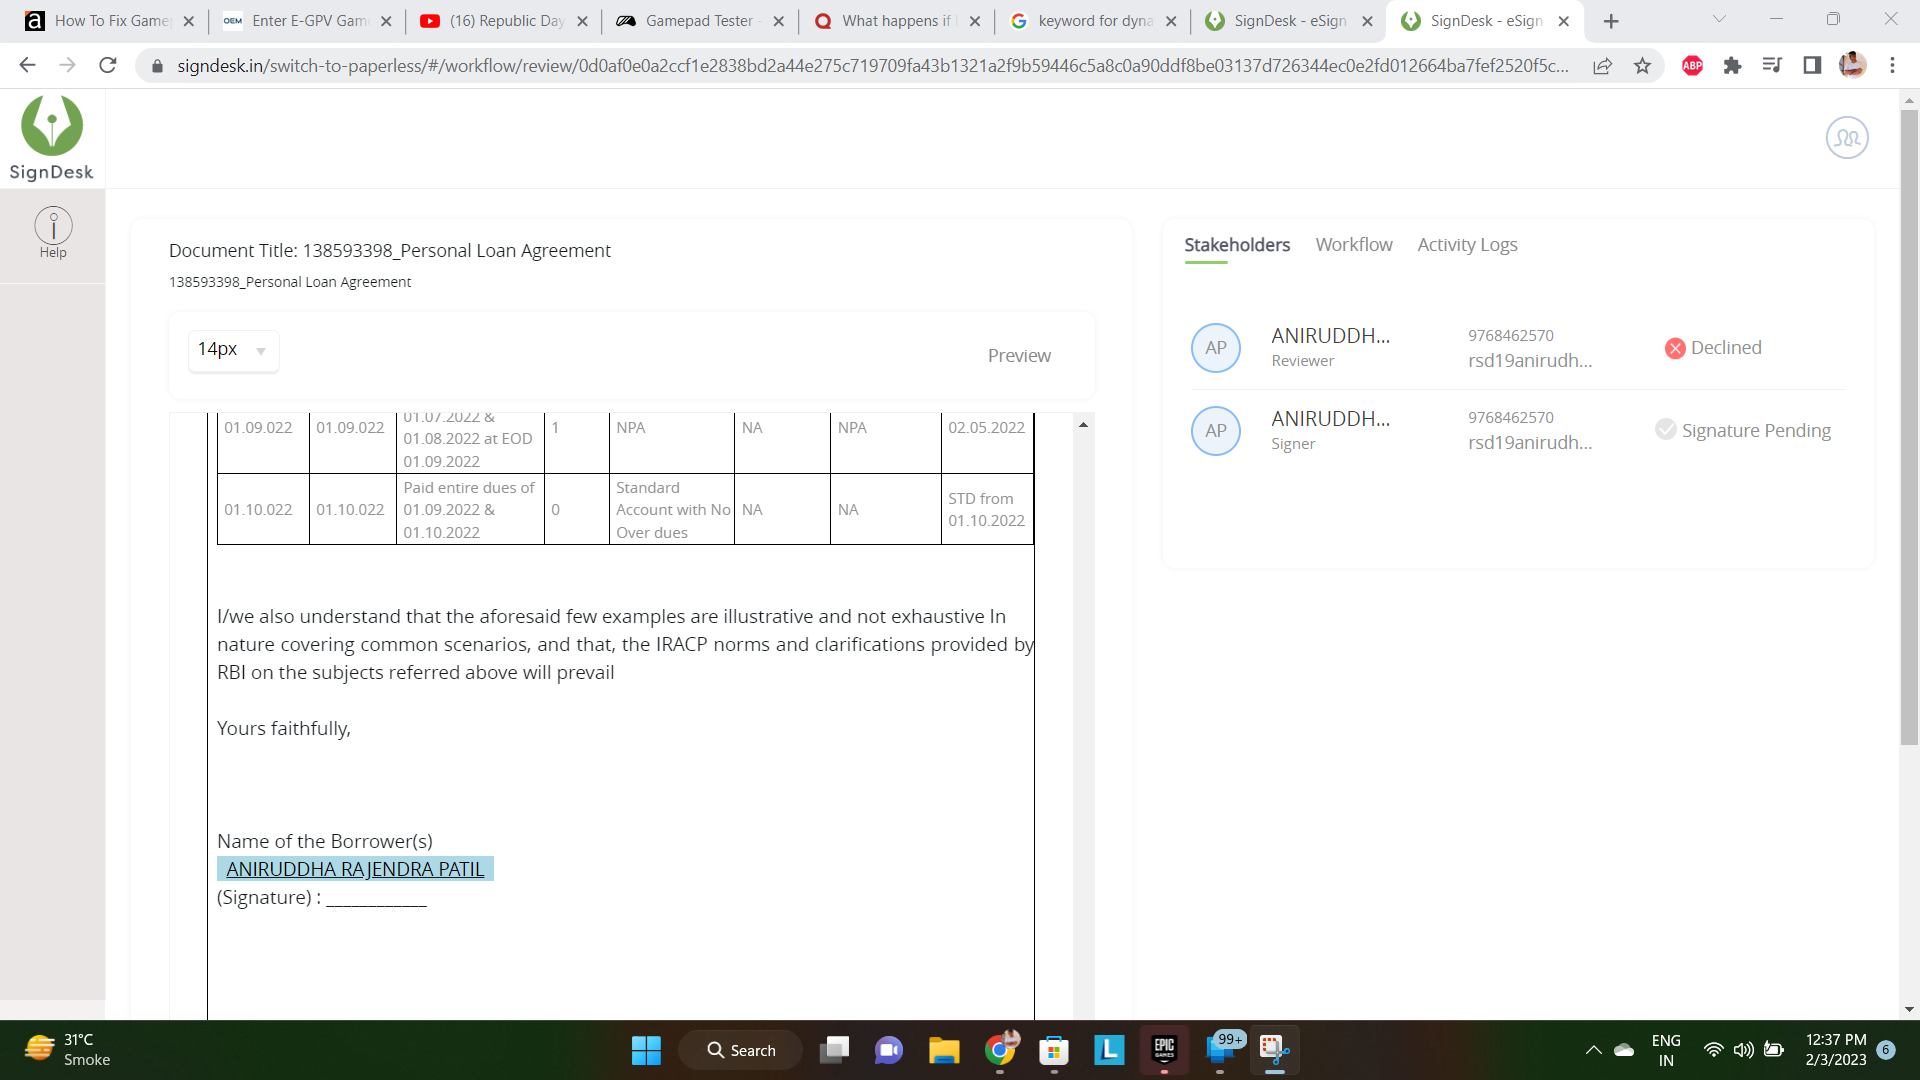 How To Fix Game
Enter E-GPV Gam
(16) Republic Day
Gamepad Tester -
What happens if
keyword for dyna
SignDesk - eSign
SignDesk - eSign
signdesk.in/switch-to-paperless/#/workflow/review/0d0af0e0a2ccf1e2838bd2a44e275c719709fa43b1321a2f9b59446c5a8c0a90ddf8be03137d726344ec0e2fd012664ba7fef2520f5c...
ABP
SignDesk
Help
Document Title: 138593398_Personal Loan Agreement
138593398_Personal Loan Agreement
14px
Preview
01.09.022 01.09.022 01.07.2022 & 01.08.2022 at EOD 01.09.2022 1 NPA NA NPA 02.05.2022
01.10.022 01.10.022 Paid entire dues of 01.09.2022 & 01.10.2022 0 Standard Account with No Over dues NA NA STD from 01.10.2022
I/we also understand that the aforesaid few examples are illustrative and not exhaustive In
nature covering common scenarios, and that, the IRACP norms and clarifications provided by
RBI on the subjects referred above will prevail
Yours faithfully,
Name of the Borrower(s)
ANIRUDDHA RAJENDRA PATIL
(Signature) : ____________
Stakeholders Workflow Activity Logs
AP
ANIRUDDH...
Reviewer
9768462570
rsd19anirudh...
Declined
AP
ANIRUDDH...
Signer
9768462570
rsd19anirudh...
Signature Pending
31°C
Smoke
Search
L
EPIC
GAMES
99+
ENG
IN
12:37 PM
2/3/2023
6